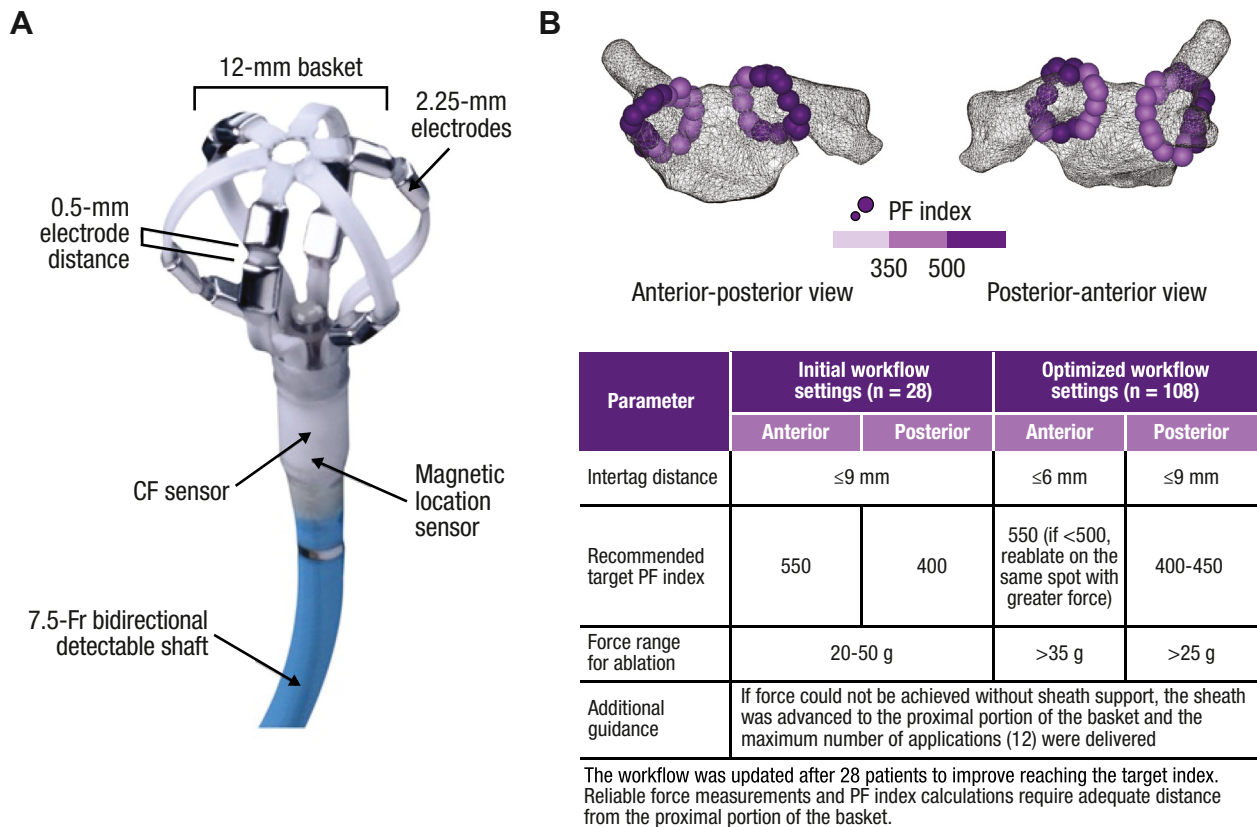 A
12-mm basket
2.25-mm
electrodes
0.5-mm
electrode
distance
CF sensor
Magnetic
location
sensor
7.5-Fr bidirectional
detectable shaft
B
PF index
350 500
Anterior-posterior view
Posterior-anterior view
Parameter
Initial workflow
settings (n = 28)
Optimized workflow
settings (n = 108)
Anterior
Posterior
Anterior
Posterior
Intertag distance
≤9 mm
≤6 mm
≤9 mm
Recommended
target PF index
550
400
550 (if <500,
reablate on the
same spot with
greater force)
400-450
Force range
for ablation
20-50 g
>35 g
>25 g
Additional
guidance
If force could not be achieved without sheath support, the sheath
was advanced to the proximal portion of the basket and the
maximum number of applications (12) were delivered
The workflow was updated after 28 patients to improve reaching the target index.
Reliable force measurements and PF index calculations require adequate distance
from the proximal portion of the basket.